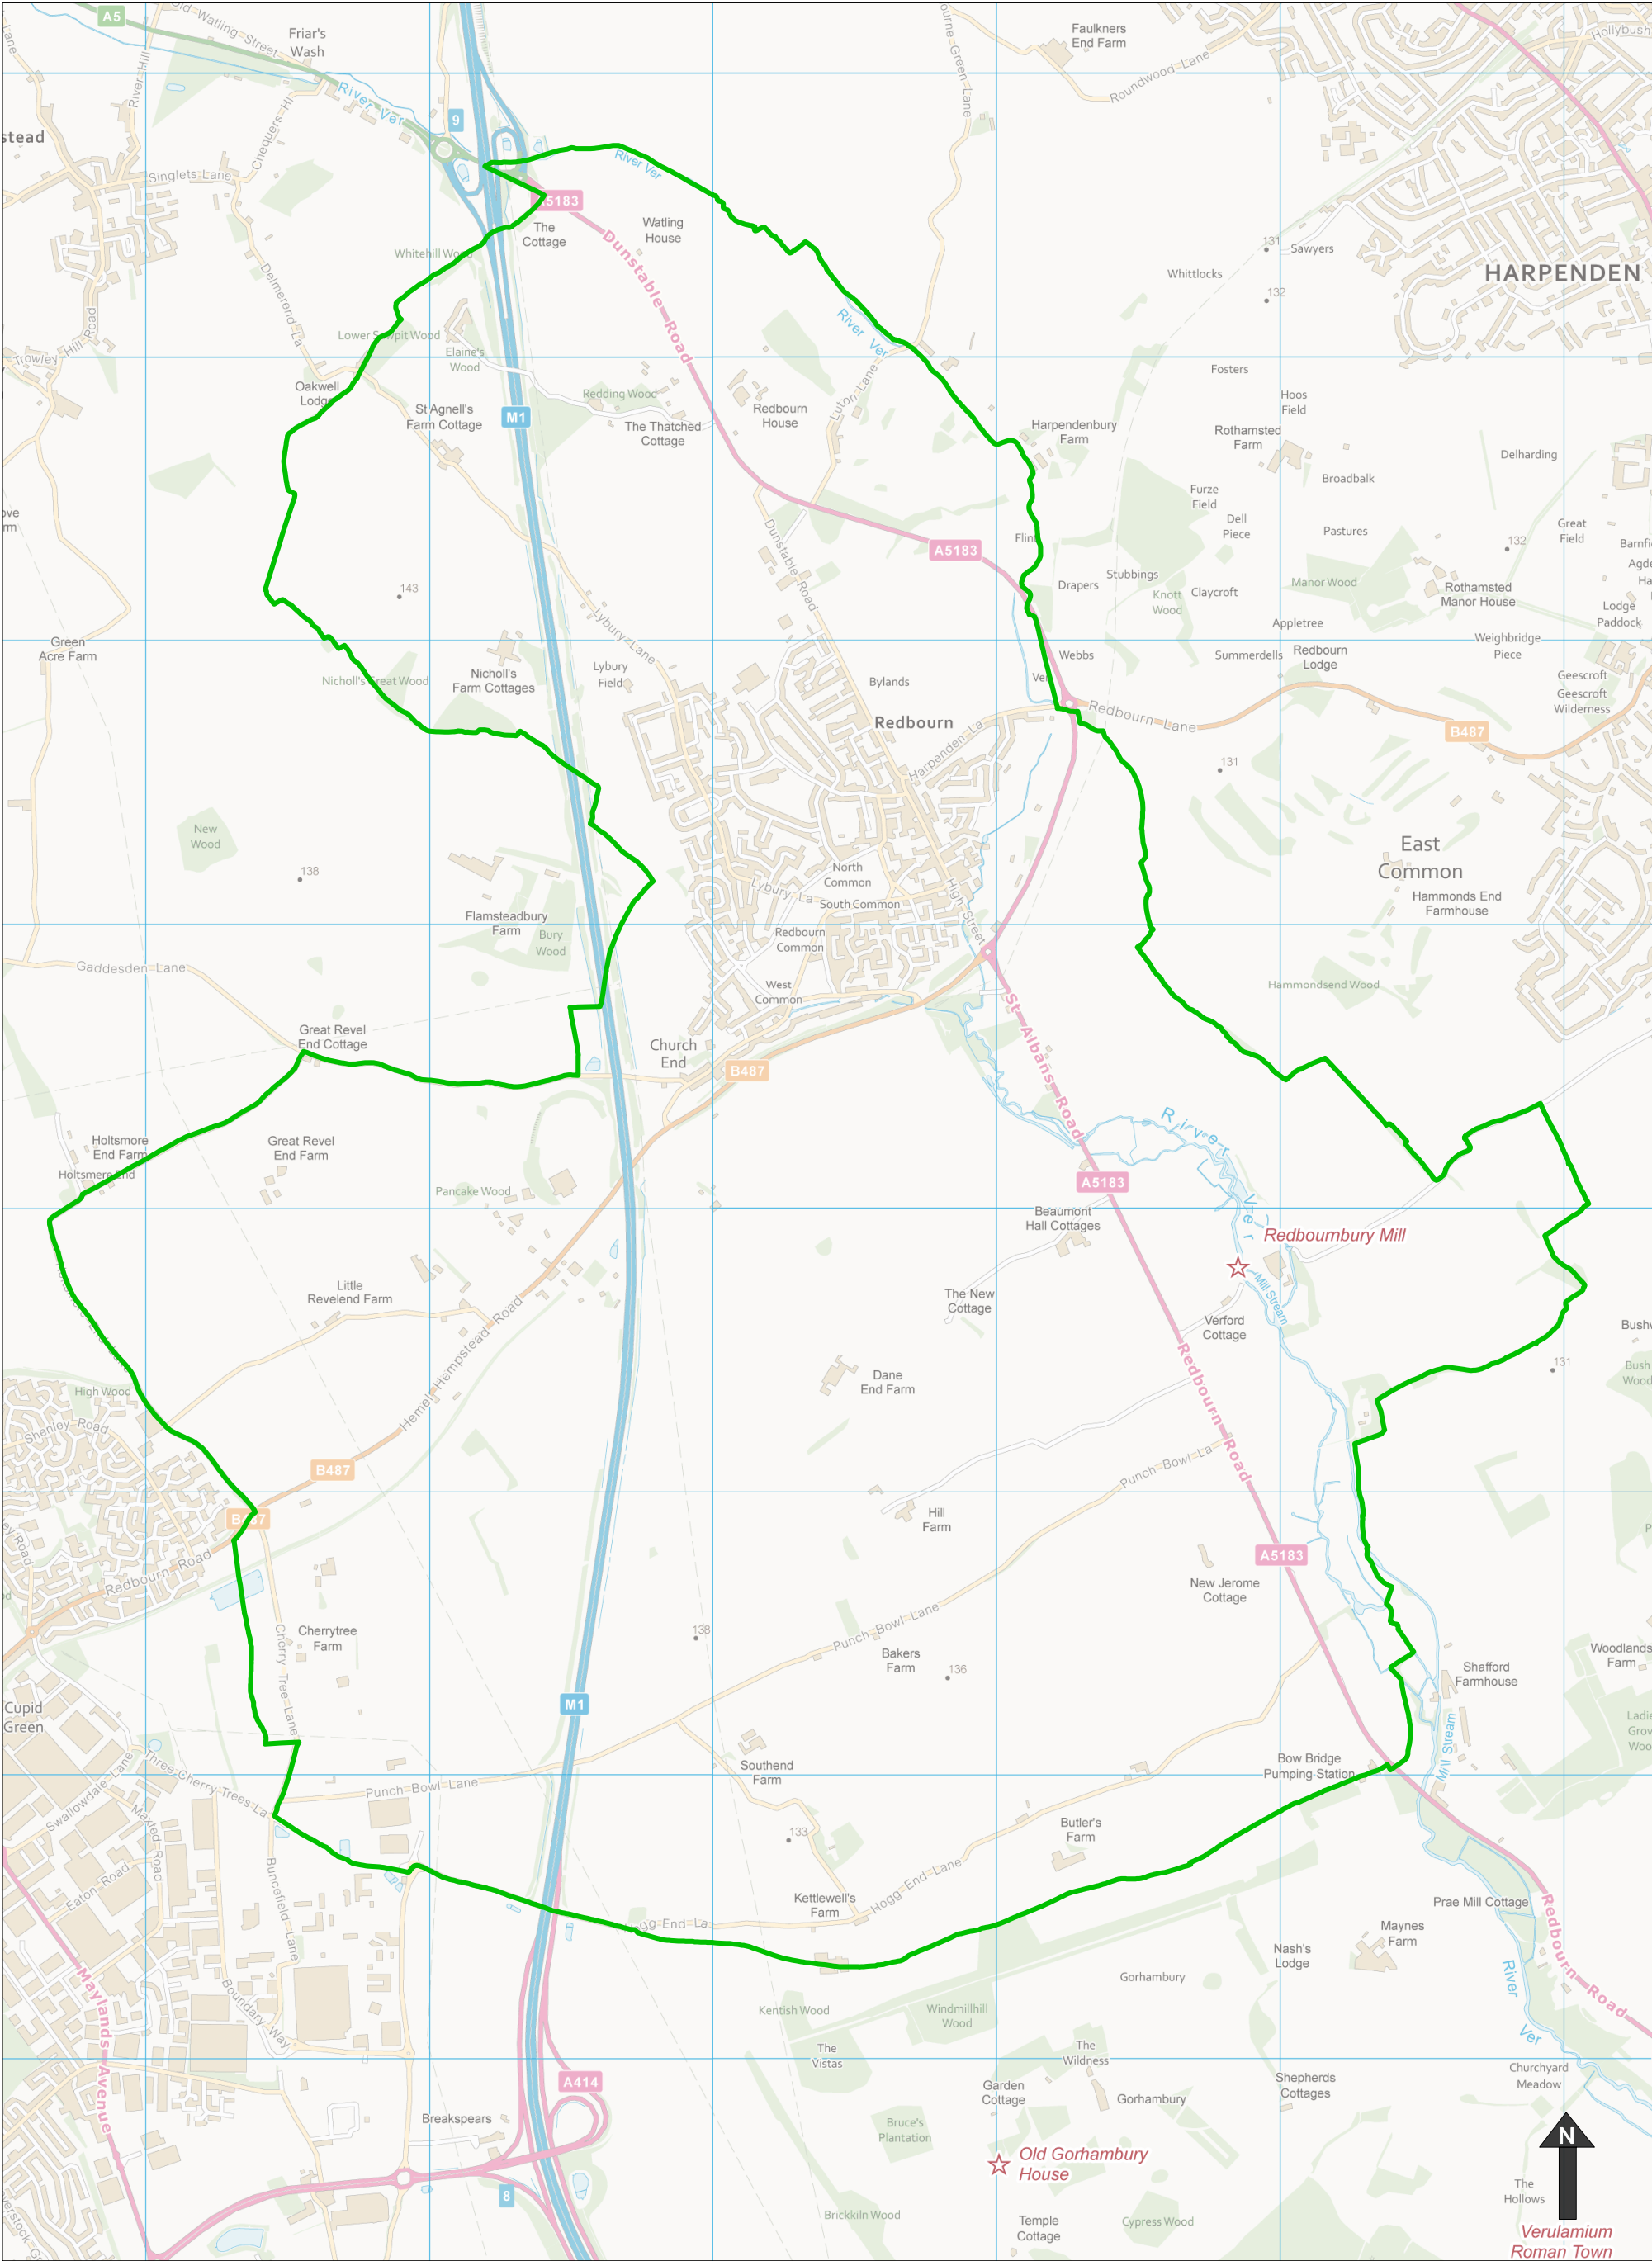 A5
Old Watling Street
Friar's
Wash
Faulkners
End Farm
Hollybush
River Hill
Roundwood Lane
River Ver
9
Chequers Hl
stead
Singlets Lane
River Ver
A5183
The
Cottage
Watling
House
131
Sawyers
Whitehill Wood
Delmerend La
Dunstable Road
Whittlocks
HARPENDEN
132
Trowley Hill Road
Lower Sawpit Wood
River Ver
Elaine's
Wood
Fosters
Oakwell
Lodge
Redding Wood
Luton Lane
Hoos
Field
St Agnell's
Farm Cottage
M1
The Thatched
Cottage
Redbourn
House
Harpendenbury
Farm
Rothamsted
Farm
Delharding
Broadbalk
Furze
Field
Dell
Piece
Great
Field
Pastures
Flint
A5183
132
Dunstable Road
Stubbings
Drapers
Knott
Wood
Claycroft
Manor Wood
Rothamsted
Manor House
Lodge
Paddock
143
Lybury Lane
Appletree
Weighbridge
Piece
Green
Acre Farm
Webbs
Summerdells
Redbourn
Lodge
Nicholl's
Farm Cottages
Lybury
Field
Bylands
Geescroft
Geescroft
Wilderness
Nicholl's Great Wood
Redbourn
Harpenden La
Redbourn Lane
B487
131
New
Wood
East
Common
138
North
Common
Lybury La
South Common
High Street
Hammonds End
Farmhouse
Flamsteadbury
Farm
Bury
Wood
Redbourn
Common
Gaddesden Lane
West
Common
Hammondsend Wood
Great Revel
End Cottage
Church
End
St Albans Road
B487
Holtsmore
End Farm
Great Revel
End Farm
River
Ver
Holtsmere End
Pancake Wood
A5183
Beaumont
Hall Cottages
Redbournbury Mill
Little
Revelend Farm
The New
Cottage
Mill Stream
Verford
Cottage
Holtsmere End Lane
Hemel Hempstead Road
Redbourn Road
131
Bush
Wood
High Wood
Dane
End Farm
Shenley Road
Punch Bowl La
B487
B487
Hill
Farm
Redbourn Road
A5183
New Jerome
Cottage
Cherry Tree Lane
Cherrytree
Farm
138
Punch Bowl Lane
Bakers
Farm
136
Woodlands
Farm
Shafford
Farmhouse
Cupid
Green
M1
Mill Stream
Three Cherry Trees La
Swallowdale Lane
Punch Bowl Lane
Southend
Farm
Bow Bridge
Pumping Station
Maxted Road
133
Butler's
Farm
Eaton Road
Buncefield Lane
Hogg End Lane
Kettlewell's
Farm
Hogg End La
Prae Mill Cottage
Maynes
Farm
Redbourn Road
Nash's
Lodge
Maylands Avenue
Boundary Way
Gorhambury
River
Ver
Kentish Wood
Windmillhill
Wood
The
Vistas
The
Wildness
Churchyard
Meadow
A414
Garden
Cottage
Gorhambury
Shepherds
Cottages
Breakspears
Bruce's
Plantation
N
Old Gorhambury
House
8
The
Hollows
Brickkiln Wood
Temple
Cottage
Cypress Wood
Verulamium
Roman Town